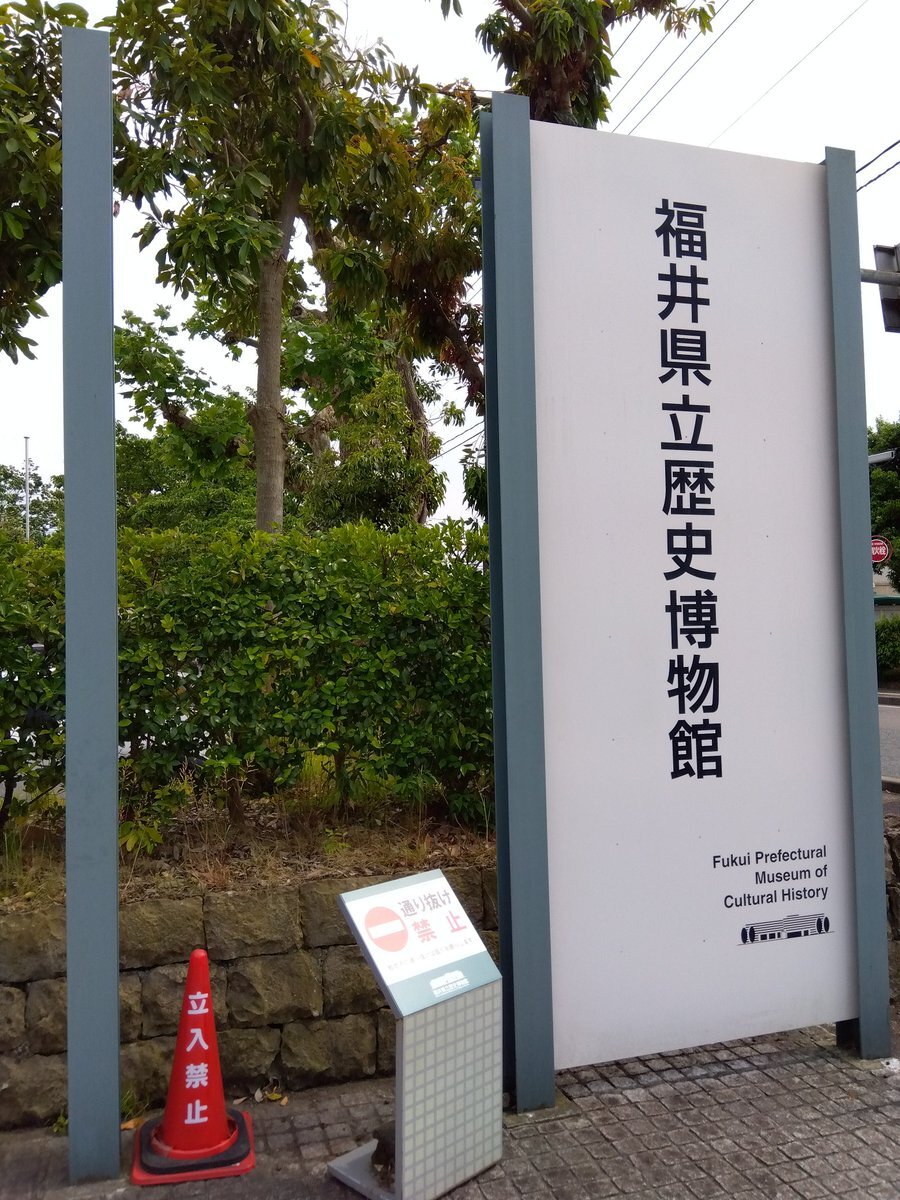 福井県立歴史博物館
Fukui Prefectural
Museum of
Cultural History
通り抜け
禁止
立入禁止